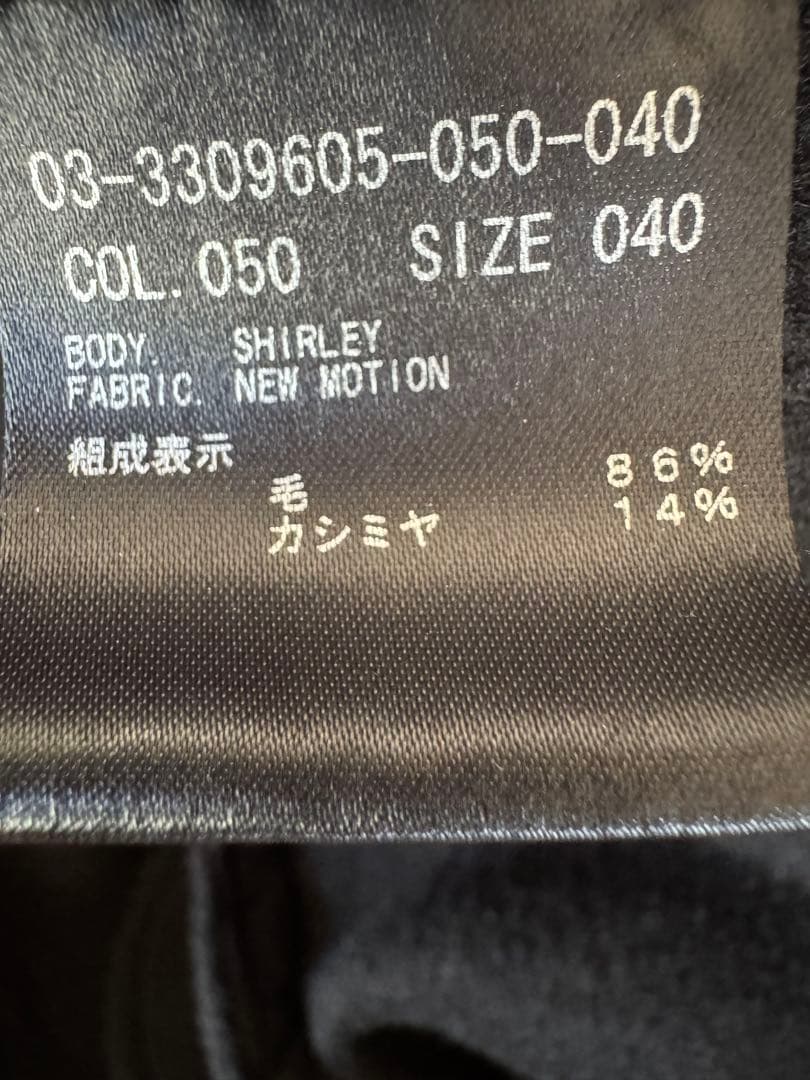 03-3309605-050-040
COL.050 SIZE 040
BODY. SHIRLEY
FABRIC. NEW MOTION
組成表示
毛 86%
カシミヤ 14%